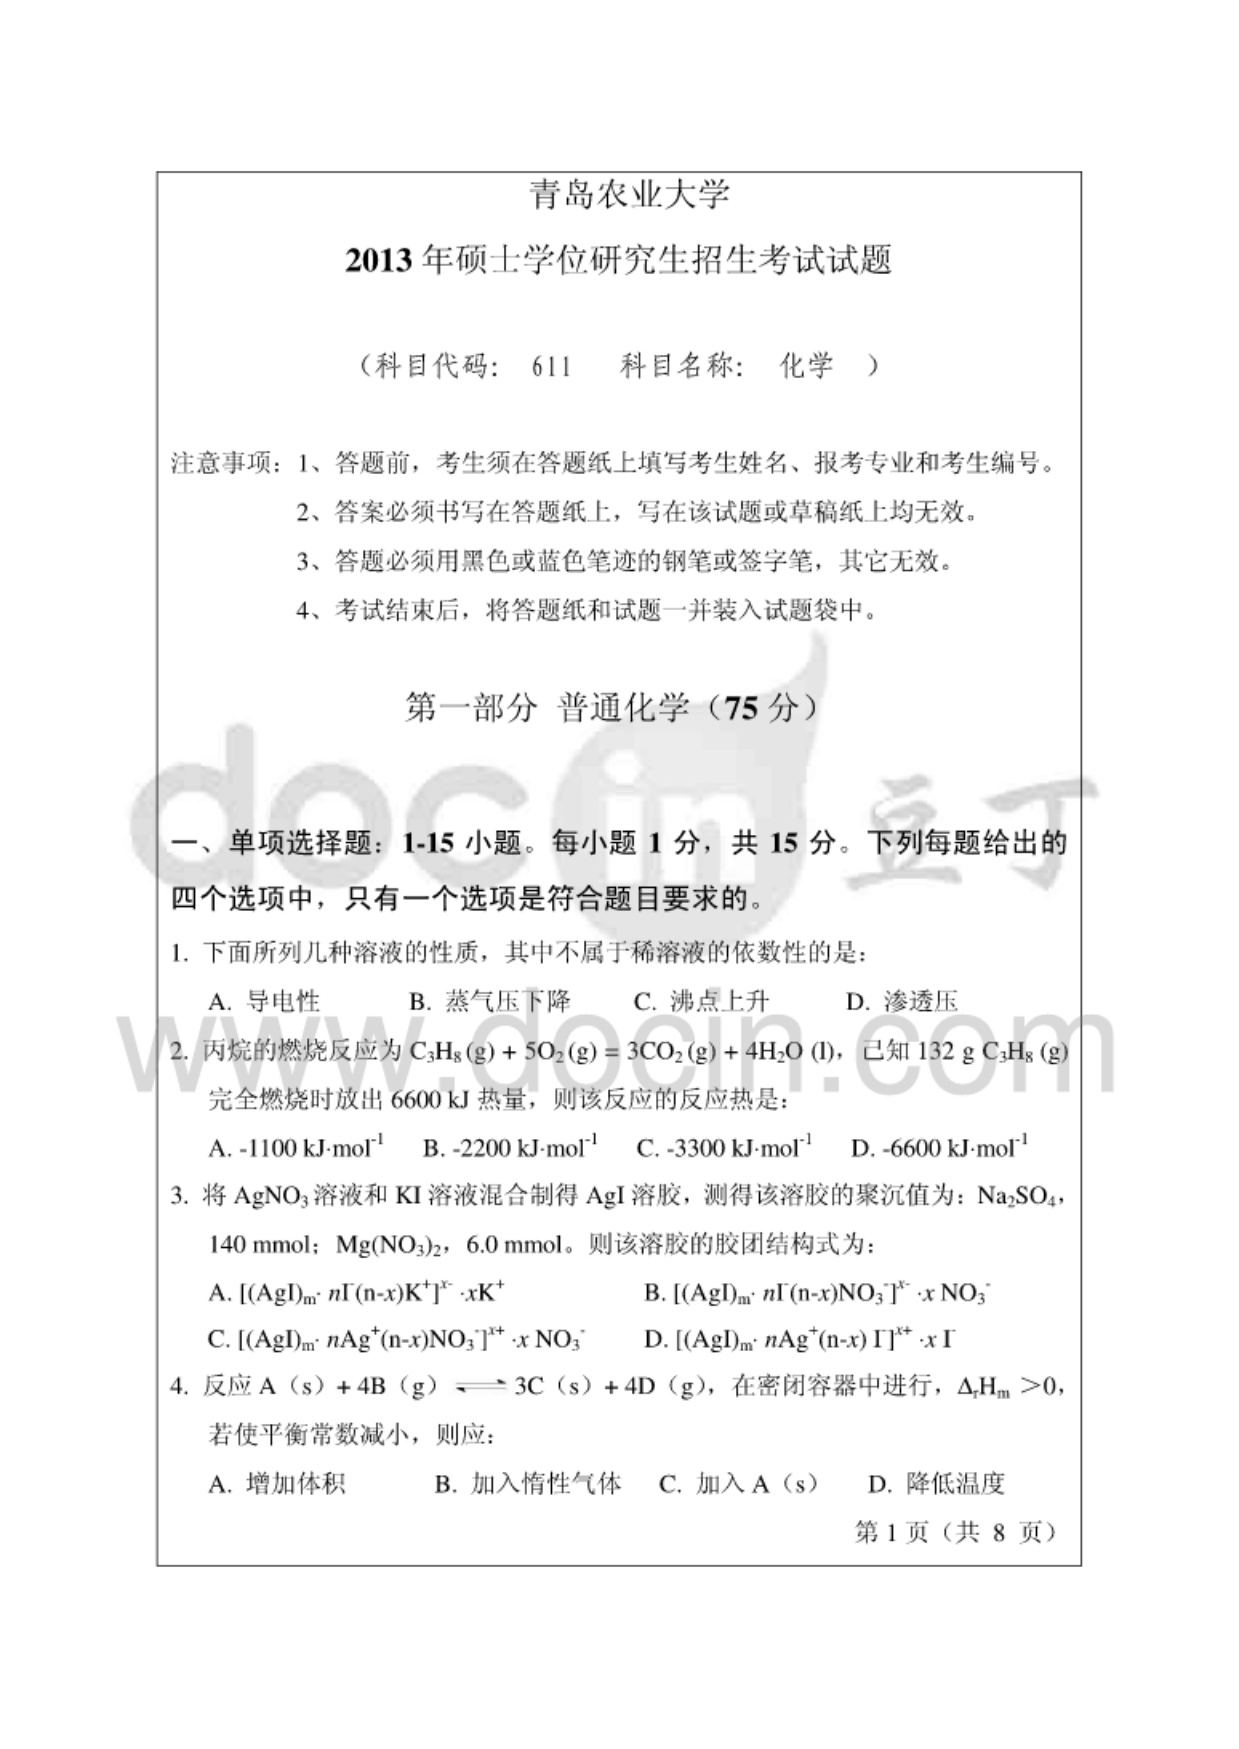 青岛农业大学
2013 年硕士学位研究生招生考试试题
（科目代码： 611 科目名称： 化学 ）
注意事项：1、答题前，考生须在答题纸上填写考生姓名、报考专业和考生编号。
2、答案必须书写在答题纸上，写在该试题或草稿纸上均无效。
3、答题必须用黑色或蓝色笔迹的钢笔或签字笔，其它无效。
4、考试结束后，将答题纸和试题一并装入试题袋中。
第一部分 普通化学（75 分）
docin 豆丁
一、单项选择题：1-15 小题。每小题 1 分，共 15 分。下列每题给出的
四个选项中，只有一个选项是符合题目要求的。
1. 下面所列几种溶液的性质，其中不属于稀溶液的依数性的是：
A. 导电性 B. 蒸气压下降 C. 沸点上升 D. 渗透压
www.docin.com
2. 丙烷的燃烧反应为 C₃H₈ (g) + 5O₂ (g) = 3CO₂ (g) + 4H₂O (l)，已知 132 g C₃H₈ (g)
完全燃烧时放出 6600 kJ 热量，则该反应的反应热是：
A. -1100 kJ·mol⁻¹ B. -2200 kJ·mol⁻¹ C. -3300 kJ·mol⁻¹ D. -6600 kJ·mol⁻¹
3. 将 AgNO₃ 溶液和 KI 溶液混合制得 AgI 溶胶，测得该溶胶的聚沉值为：Na₂SO₄，
140 mmol；Mg(NO₃)₂，6.0 mmol。则该溶胶的胶团结构式为：
A. [(AgI)ₘ· nI⁻(n-x)K⁺]ˣ⁻ ·xK⁺ B. [(AgI)ₘ· nI⁻(n-x)NO₃⁻]ˣ⁻ ·x NO₃⁻
C. [(AgI)ₘ· nAg⁺(n-x)NO₃⁻]ˣ⁺ ·x NO₃⁻ D. [(AgI)ₘ· nAg⁺(n-x) I⁻]ˣ⁺ ·x I⁻
4. 反应 A（s）+ 4B（g） ⇌ 3C（s）+ 4D（g），在密闭容器中进行，ΔᵣHₘ ＞0，
若使平衡常数减小，则应：
A. 增加体积 B. 加入惰性气体 C. 加入 A（s） D. 降低温度
第 1 页（共 8 页）